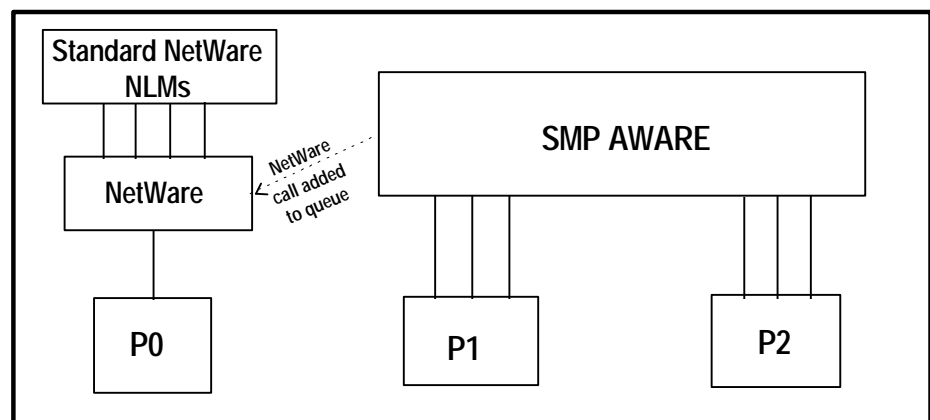 Standard NetWare
NLMs
SMP AWARE
NetWare
call added
to queue
NetWare
P0
P1
P2